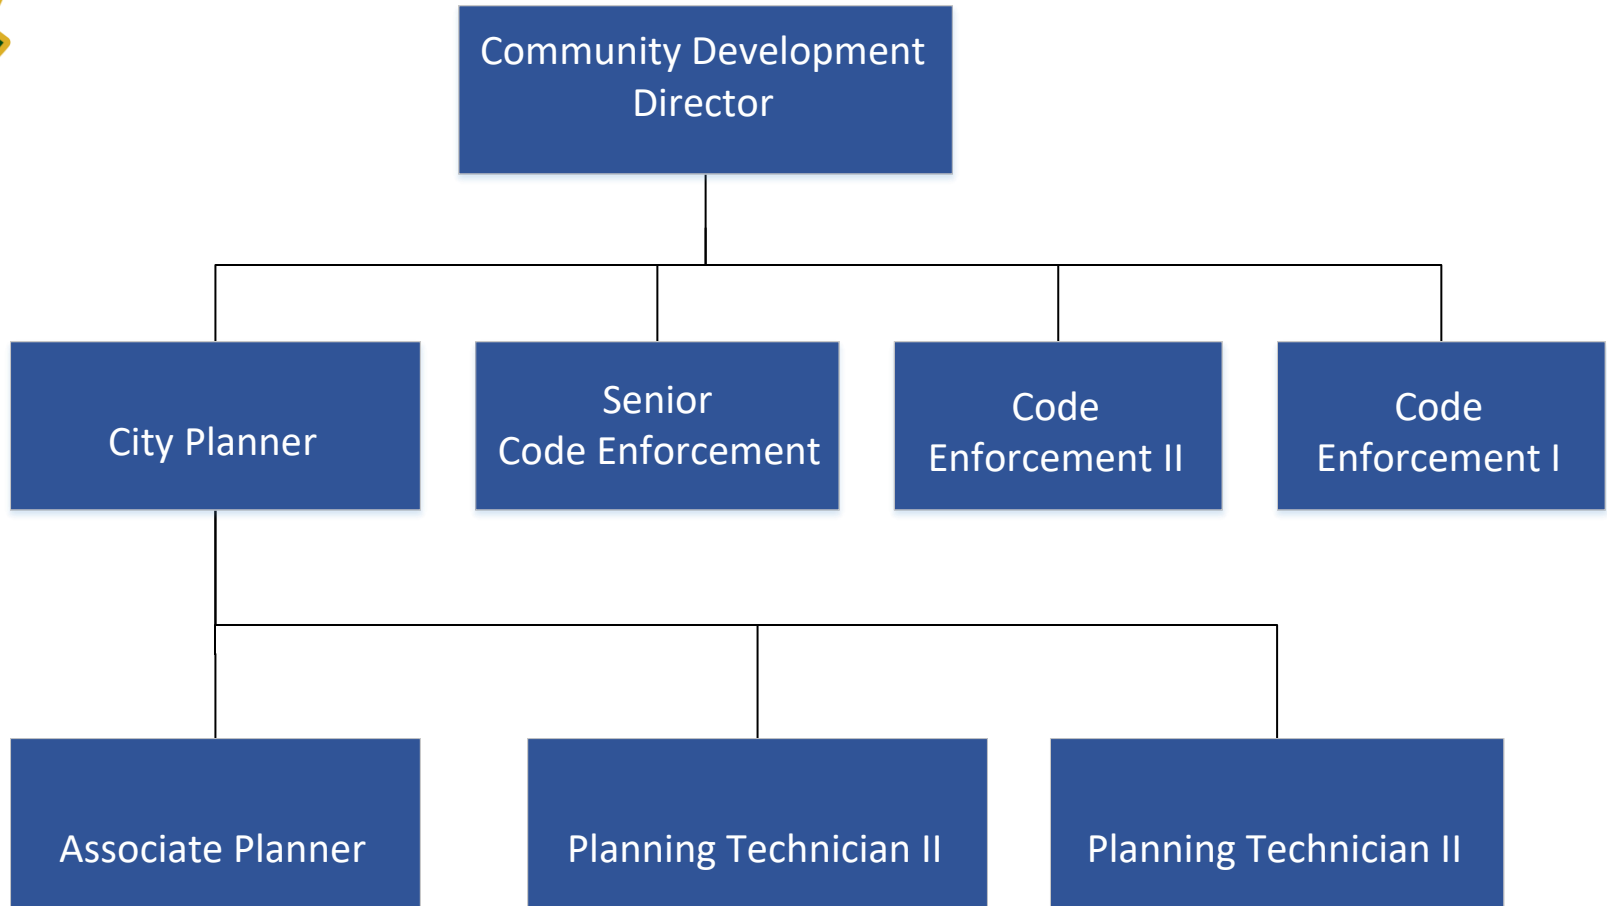 Community Development
Director
City Planner
Senior
Code Enforcement
Code
Enforcement II
Code
Enforcement I
Associate Planner
Planning Technician II
Planning Technician II